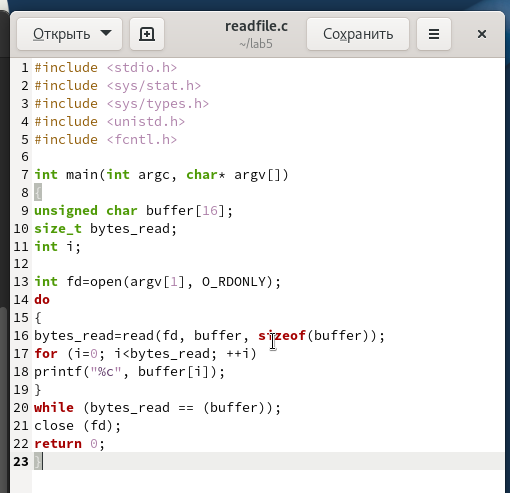 Открыть
readfile.c
~/lab5
Сохранить
1 #include <stdio.h>
2 #include <sys/stat.h>
3 #include <sys/types.h>
4 #include <unistd.h>
5 #include <fcntl.h>
6
7 int main(int argc, char* argv[])
8 {
9 unsigned char buffer[16];
10 size_t bytes_read;
11 int i;
12
13 int fd=open(argv[1], O_RDONLY);
14 do
15 {
16 bytes_read=read(fd, buffer, sizeof(buffer));
17 for (i=0; i<bytes_read; ++i)
18 printf("%c", buffer[i]);
19 }
20 while (bytes_read == (buffer));
21 close (fd);
22 return 0;
23 }